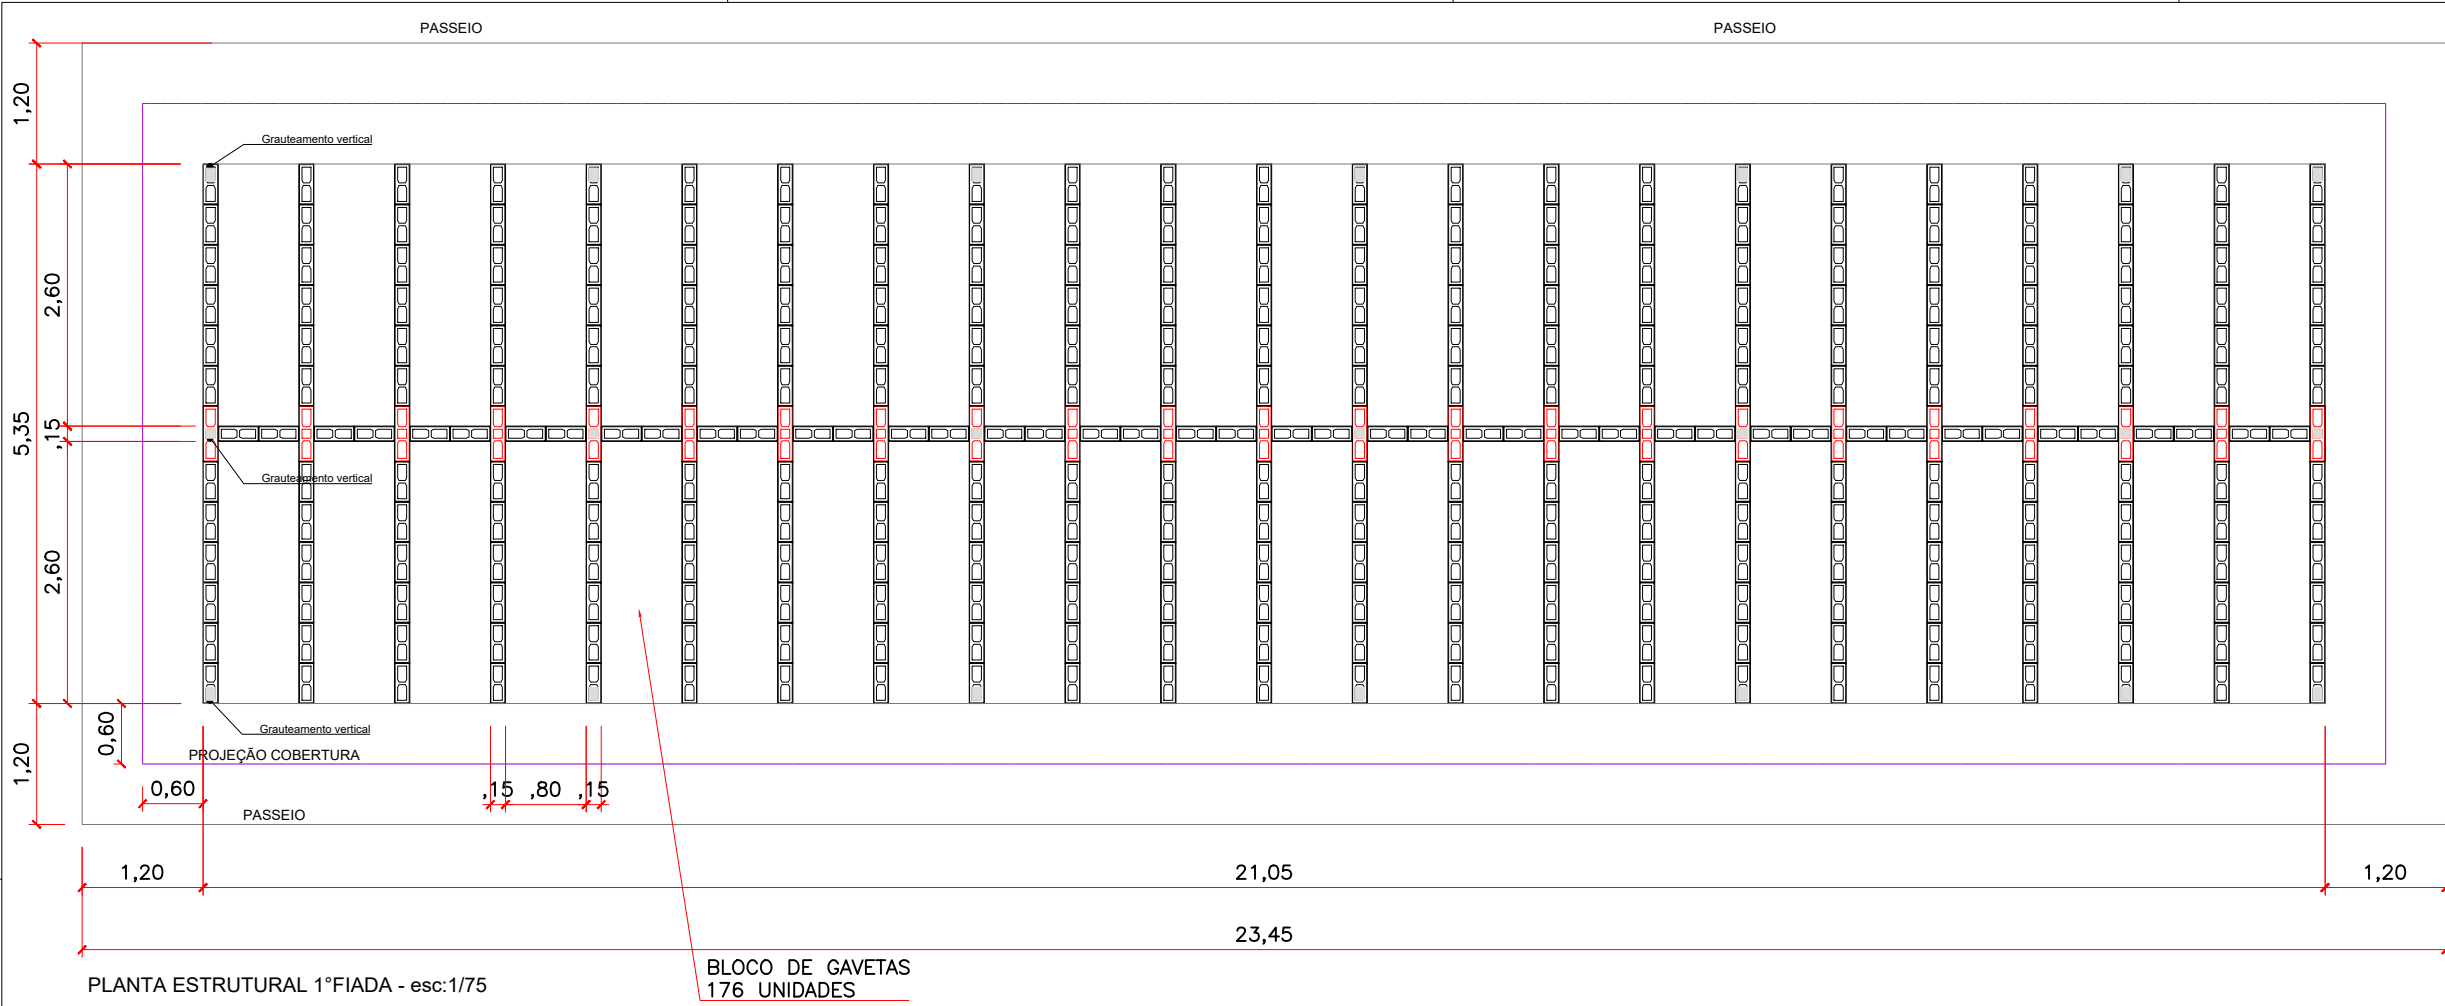 PASSEIO
PASSEIO
1,20
Grauteamento vertical
2,60
5,35
,15
Grauteamento vertical
2,60
0,60
1,20
Grauteamento vertical
PROJEÇÃO COBERTURA
0,60
,15
,80
,15
PASSEIO
1,20
21,05
1,20
23,45
BLOCO DE GAVETAS
176 UNIDADES
PLANTA ESTRUTURAL 1°FIADA - esc:1/75